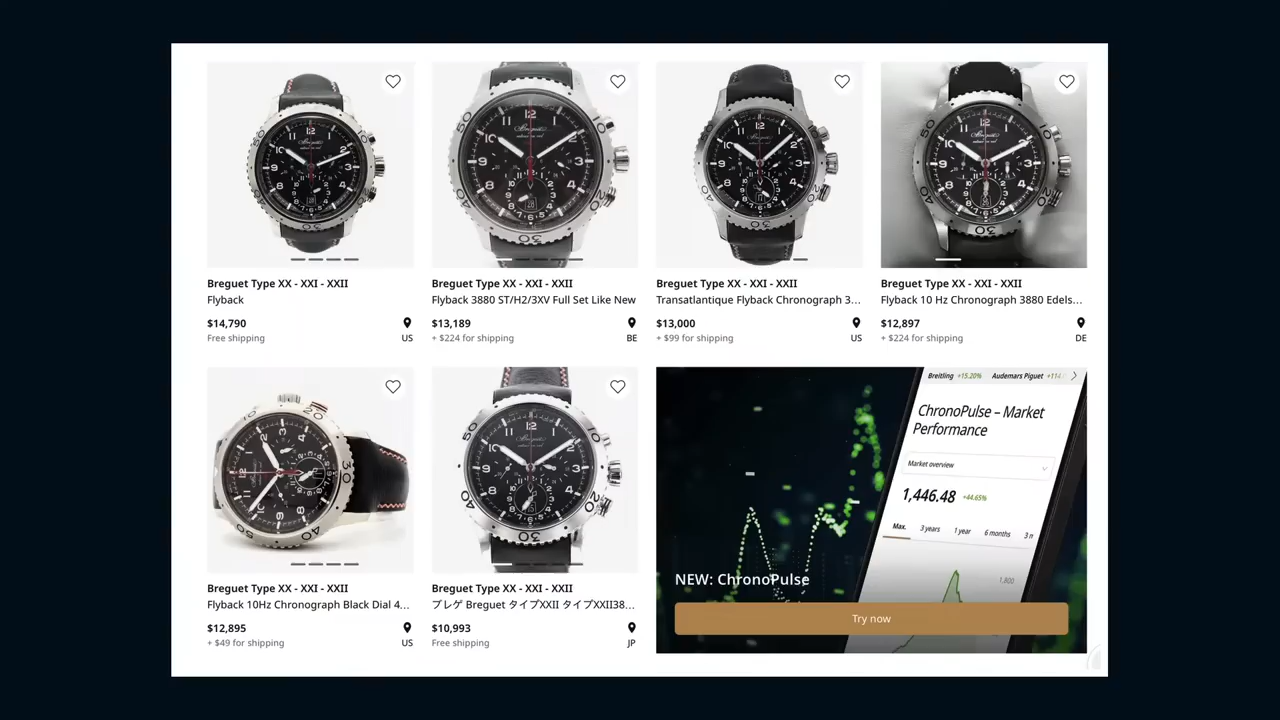 Breguet Type XX - XXI - XXII
Flyback
$14,790
Free shipping
US
Breguet Type XX - XXI - XXII
Flyback 3880 ST/H2/3XV Full Set Like New
$13,189
+ $224 for shipping
BE
Breguet Type XX - XXI - XXII
Transatlantique Flyback Chronograph 3...
$13,000
+ $99 for shipping
US
Breguet Type XX - XXI - XXII
Flyback 10 Hz Chronograph 3880 Edels...
$12,897
+ $224 for shipping
DE
Breguet Type XX - XXI - XXII
Flyback 10Hz Chronograph Black Dial 4...
$12,895
+ $49 for shipping
US
Breguet Type XX - XXI - XXII
ブレゲ Breguet タイプXXII タイプXXII38...
$10,993
Free shipping
JP
Breitling +15.20% Audemars Piguet
ChronoPulse – Market
Performance
Market overview
1,446.48 +44.65%
Max. 3 years 1 year 6 months
1,800
NEW: ChronoPulse
Try now